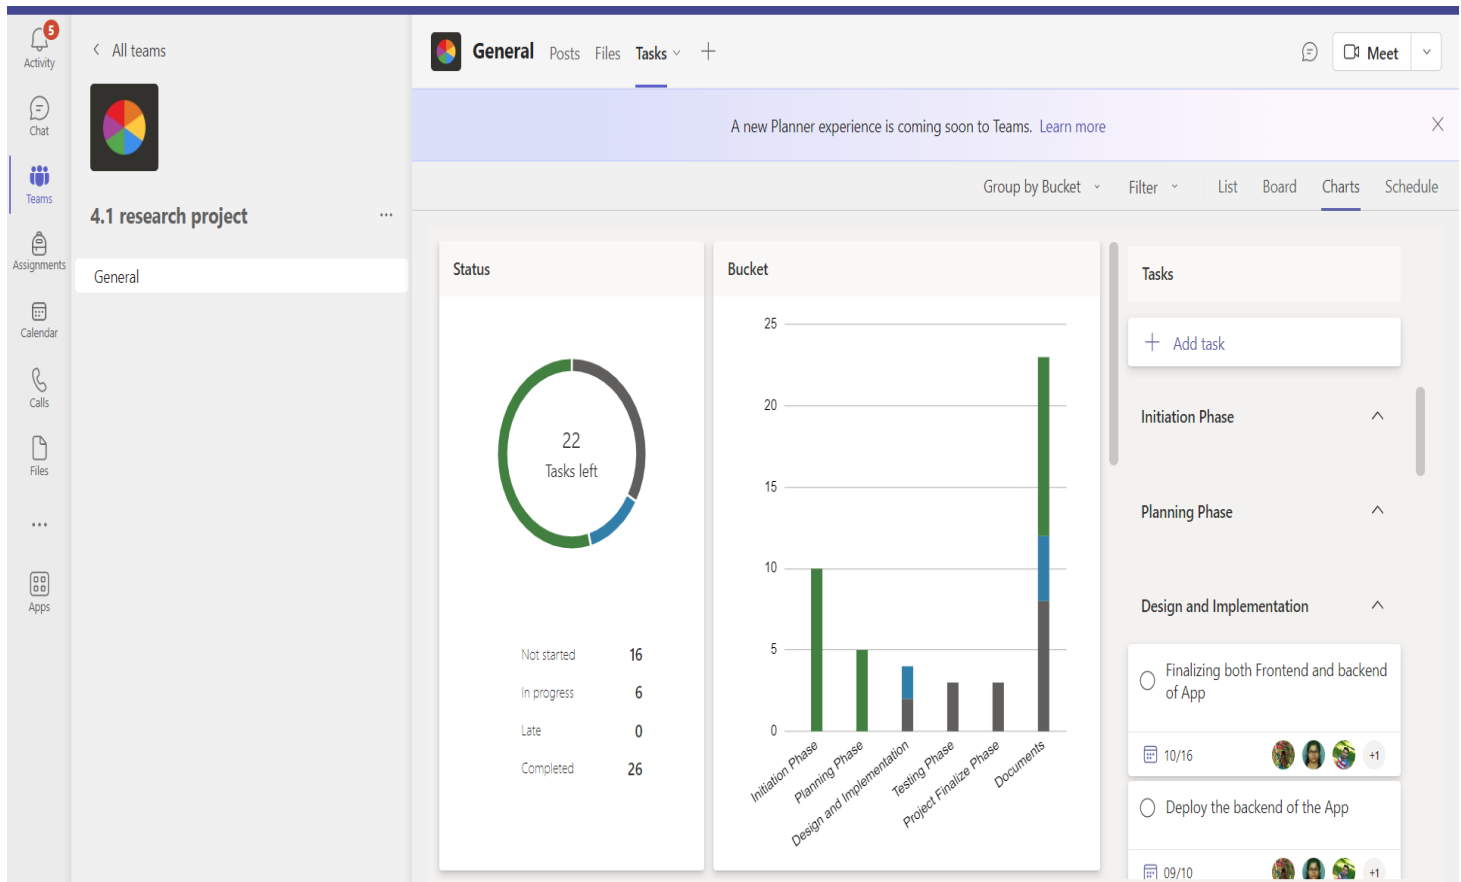 5
Activity
Chat
Teams
Assignments
Calendar
Calls
Files
Apps
All teams
4.1 research project
General
General Posts Files Tasks
Meet
A new Planner experience is coming soon to Teams. Learn more
Group by Bucket Filter List Board Charts Schedule
Status
22
Tasks left
Not started 16
In progress 6
Late 0
Completed 26
Bucket
25
20
15
10
5
0
Initiation Phase
Planning Phase
Design and Implementation
Testing Phase
Project Finalize Phase
Documents
Tasks
Add task
Initiation Phase
Planning Phase
Design and Implementation
Finalizing both Frontend and backend
of App
10/16 +1
Deploy the backend of the App
09/10 +1